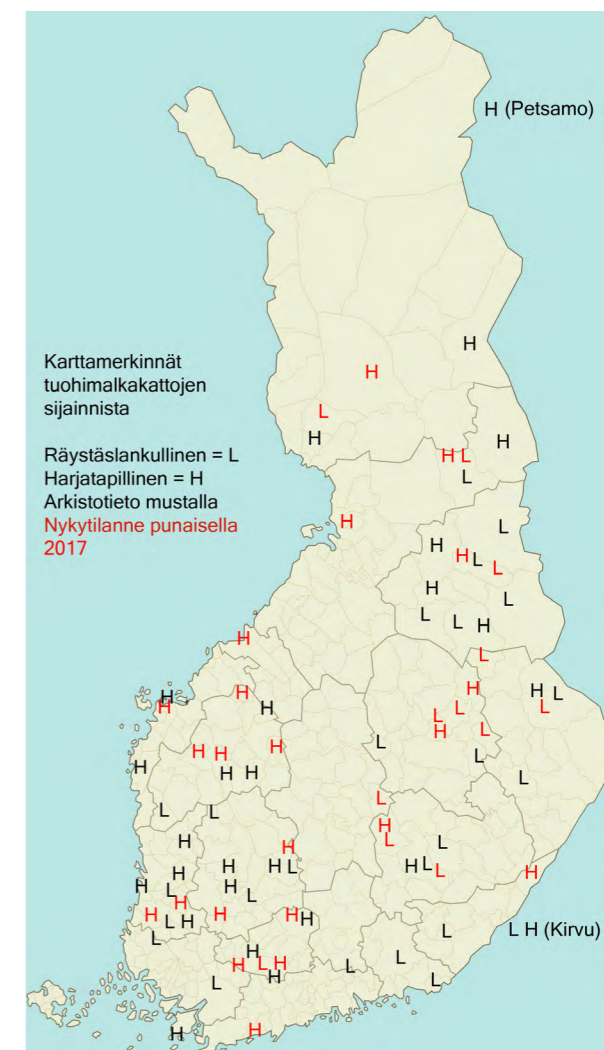 H (Petsamo)
H
Karttamerkinnät
tuohimalkakattojen
sijainnista
H
L
H
H
Räystäslankullinen = L
Harjatapillinen = H
Arkistotieto mustalla
Nykytilanne punaisella
2017
H L
L
H
L
H
H L
L
H
L
L L H
H
L
H
H
H L
H
H
L
L
H
L
H
L
H
H H
H
L
H
H H
L
L
L
L
H
H
L
L
H
H
H L
H L
L
H
H
H
H
L
L
H
H
H
H H
L H
L
L H (Kirvu)
L
H
L
H L H
L
H
L
L
H
H